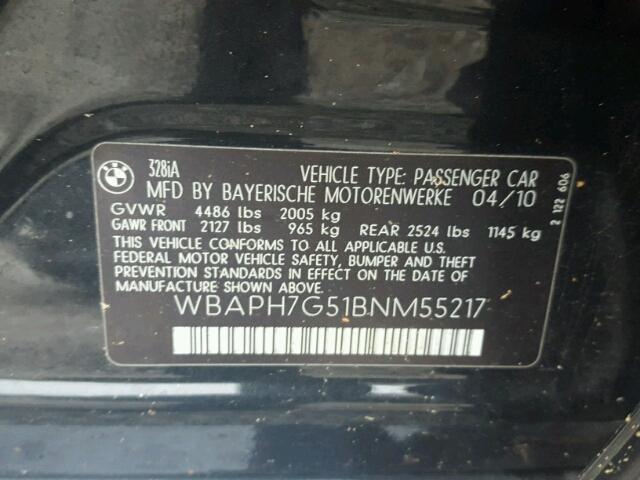 BMW
328iA
VEHICLE TYPE: PASSENGER CAR
MFD BY BAYERISCHE MOTORENWERKE 04/10
GVWR 4486 lbs 2005 kg
GAWR FRONT 2127 lbs 965 kg REAR 2524 lbs 1145 kg
THIS VEHICLE CONFORMS TO ALL APPLICABLE U.S.
FEDERAL MOTOR VEHICLE SAFETY, BUMPER AND THEFT
PREVENTION STANDARDS IN EFFECT ON THE DATE OF
MANUFACTURE SHOWN ABOVE.
WBAPH7G51BNM55217
2 122 606